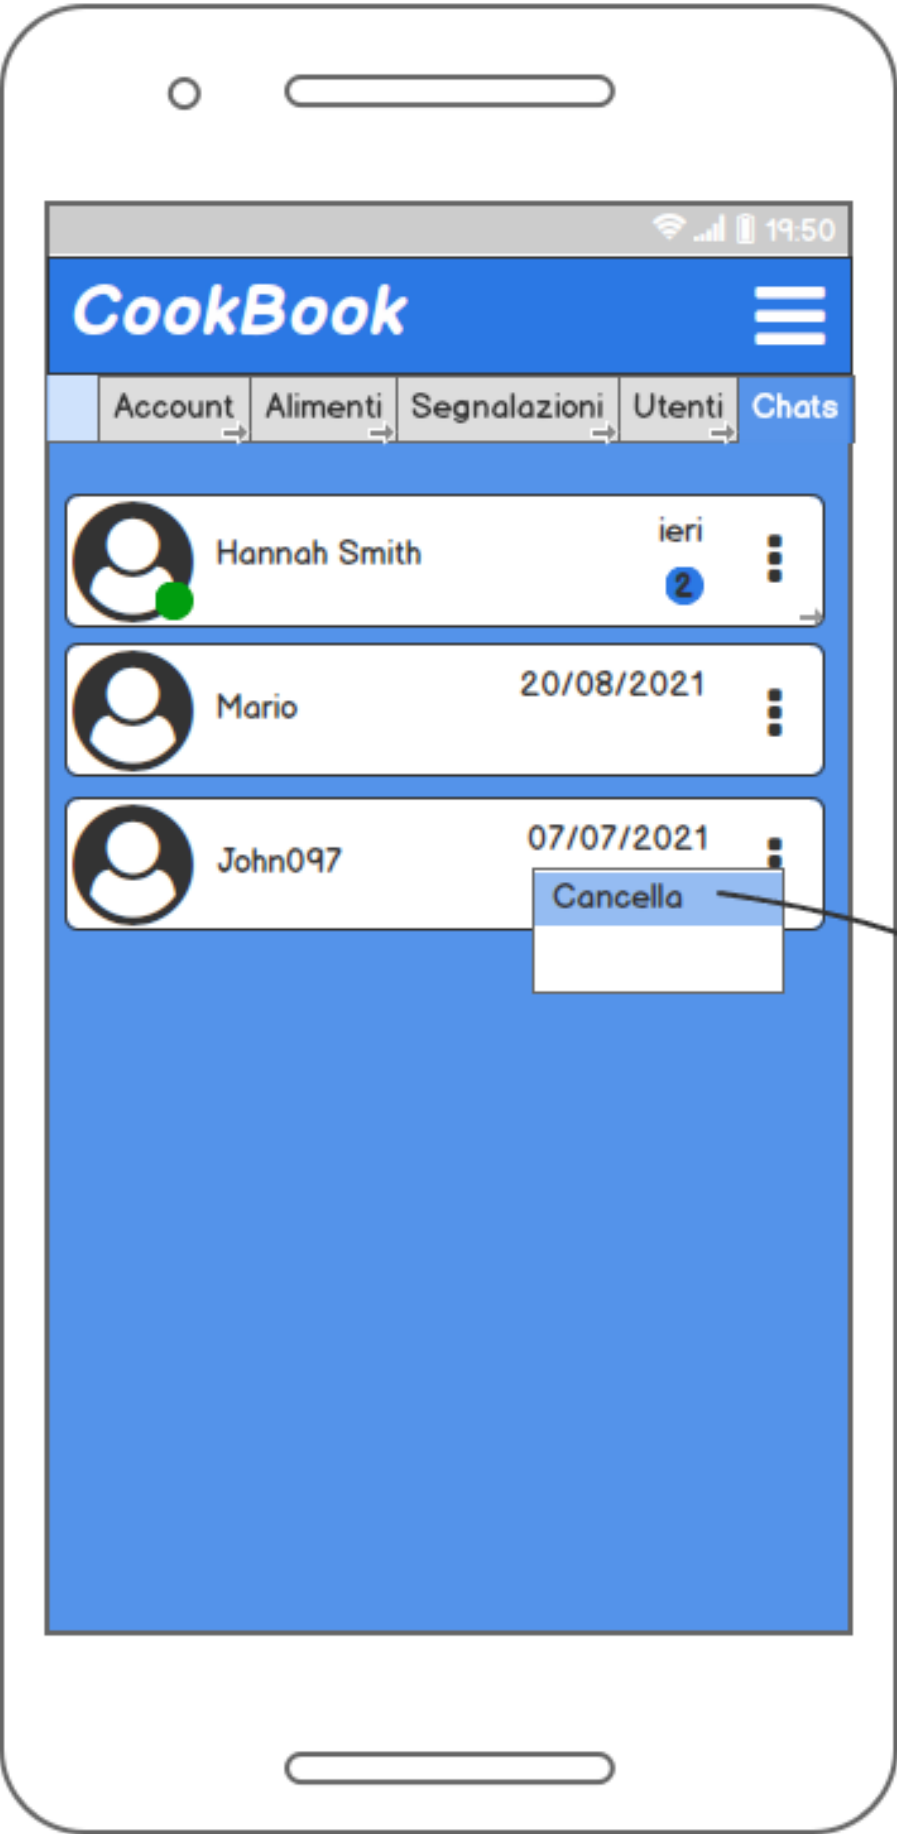 19:50
CookBook
Account Alimenti Segnalazioni Utenti Chats
Hannah Smith
ieri
2
Mario
20/08/2021
John097
07/07/2021
Cancella